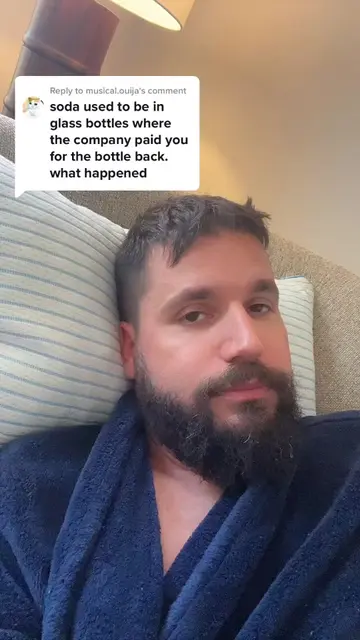 Reply to musical.ouija's comment
soda used to be in
glass bottles where
the company paid you
for the bottle back.
what happened